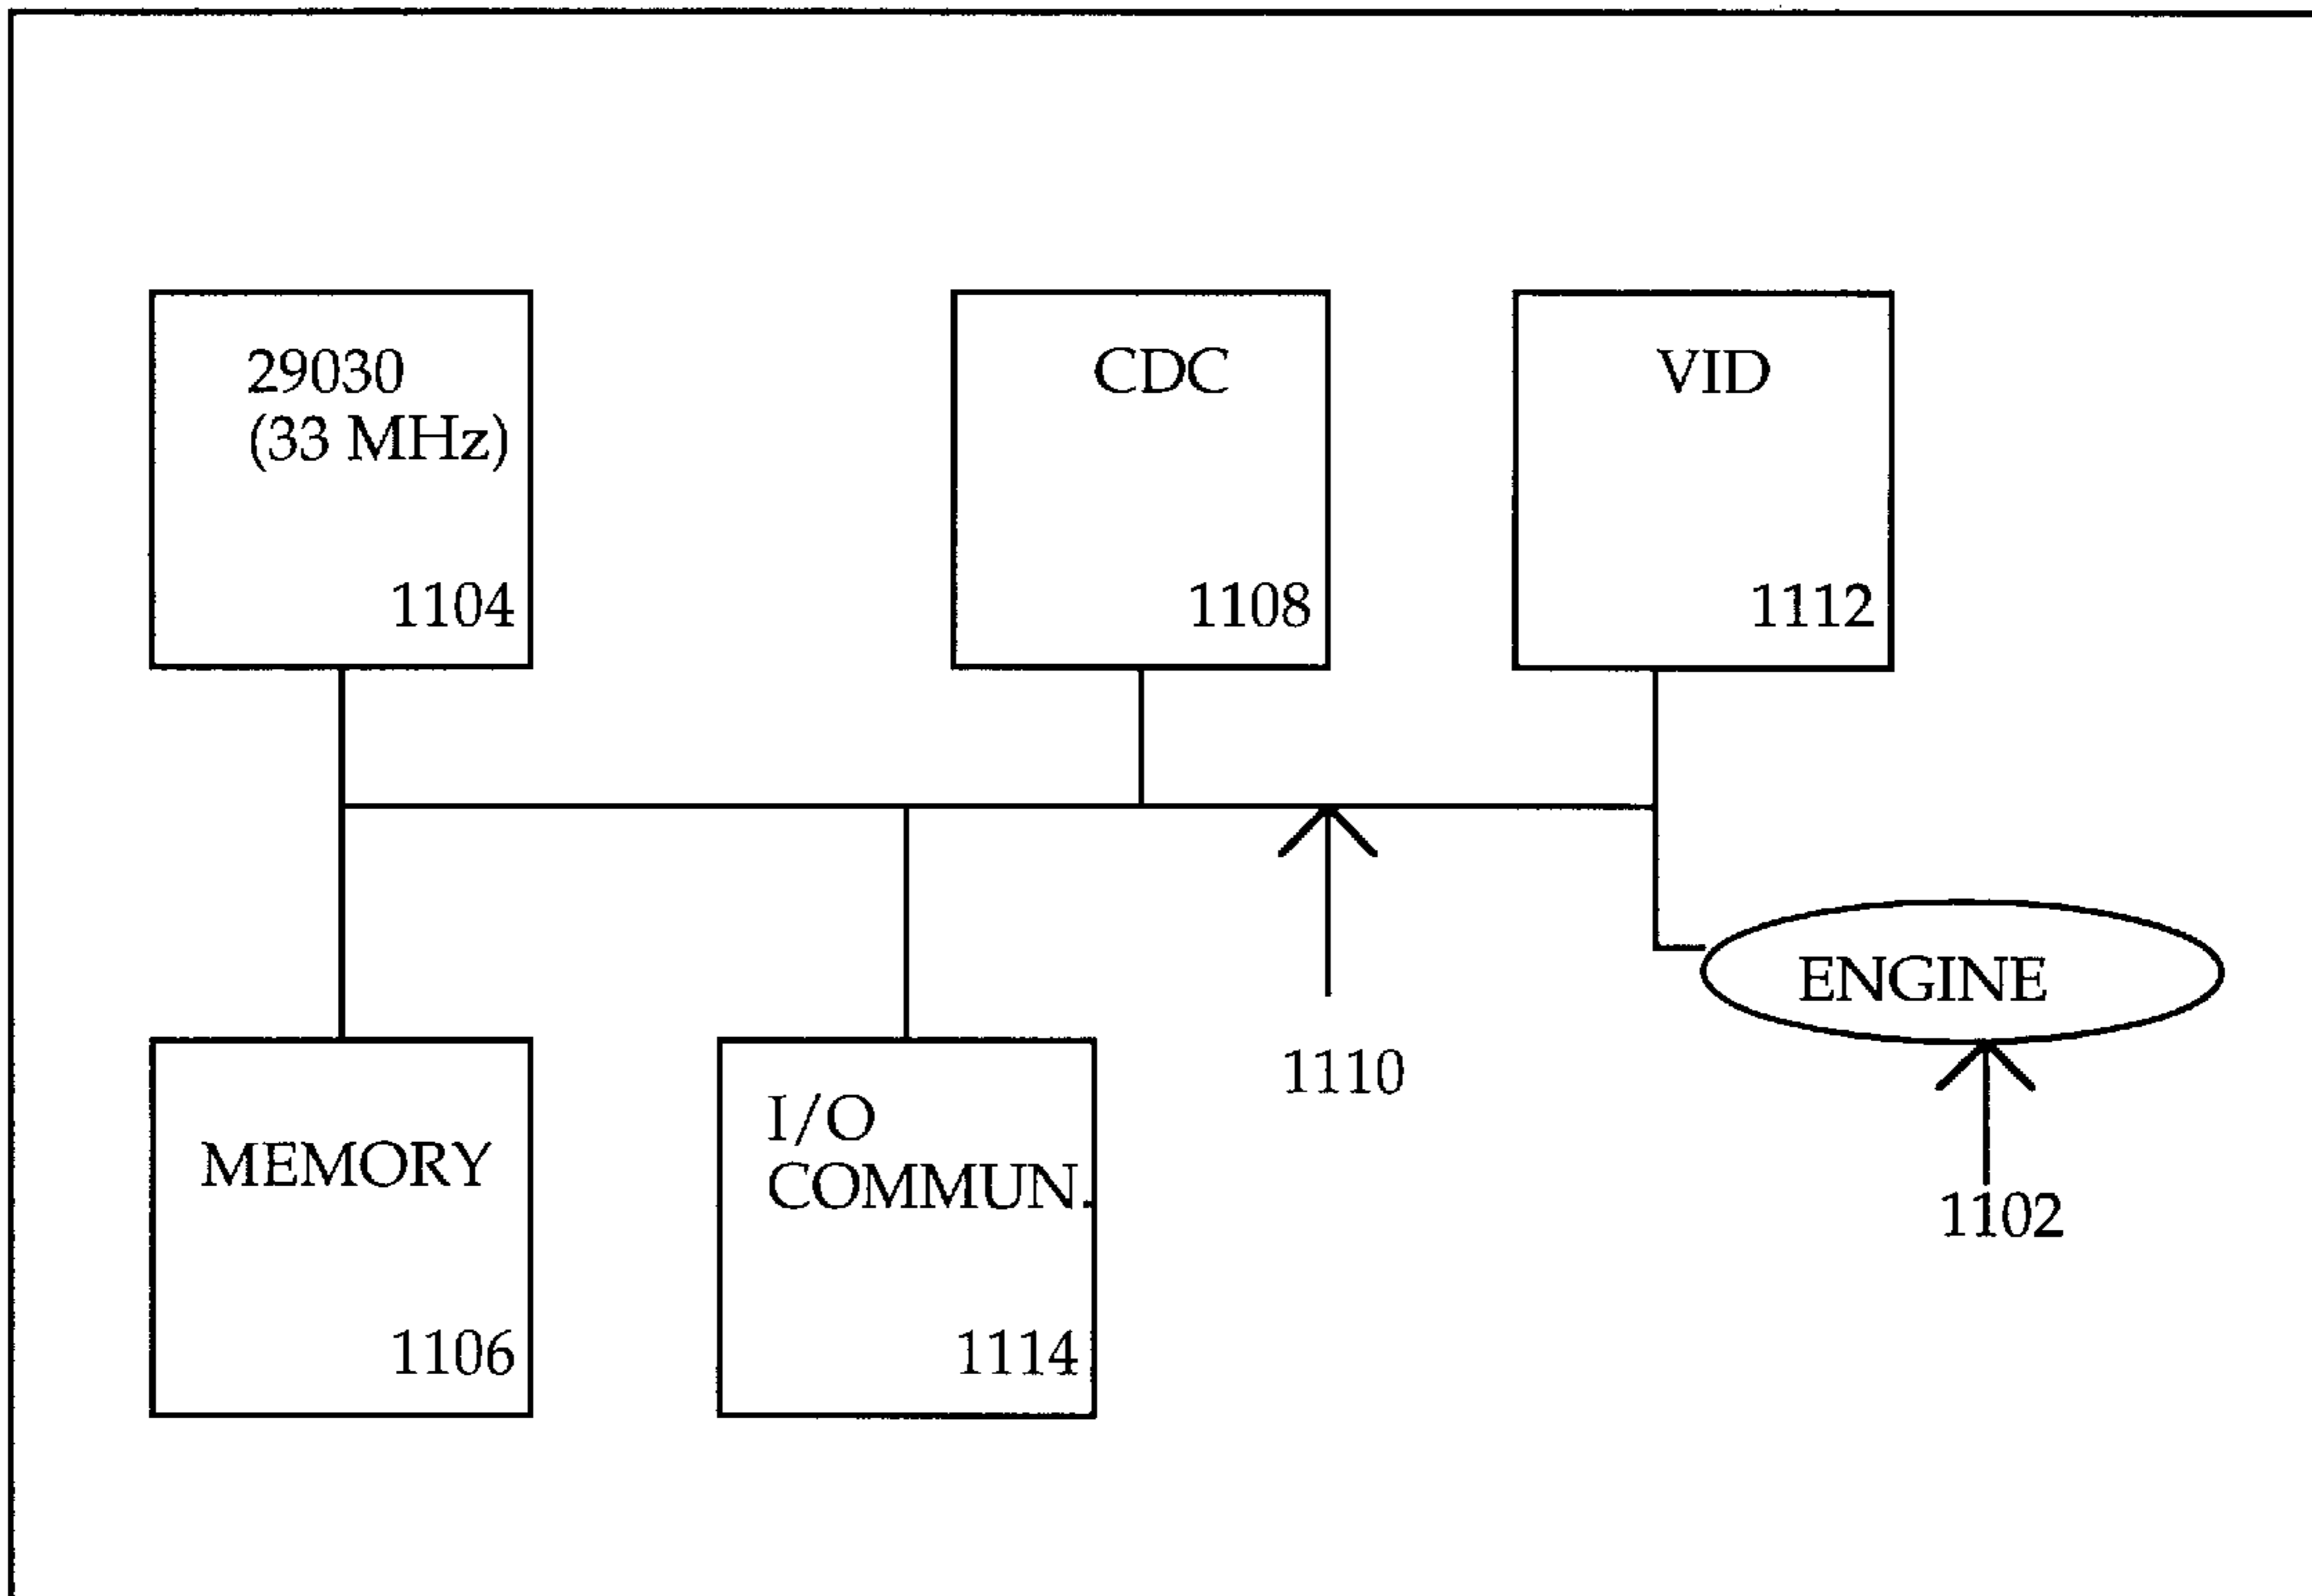 29030
(33 MHz)
1104
CDC
1108
VID
1112
MEMORY
1106
I/O
COMMUN.
1114
1110
ENGINE
1102